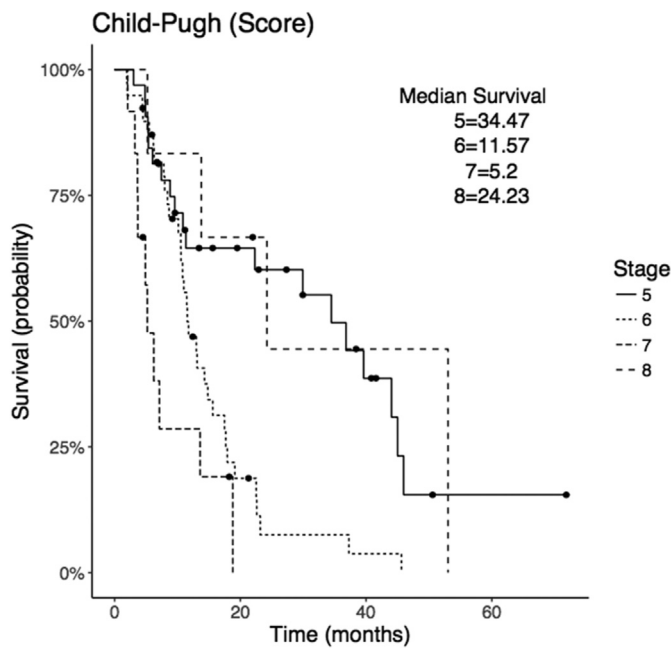 Child-Pugh (Score)
Median Survival
5=34.47
6=11.57
7=5.2
8=24.23
100%
75%
50%
25%
0%
Survival (probability)
0 20 40 60
Time (months)
Stage
5
6
7
8